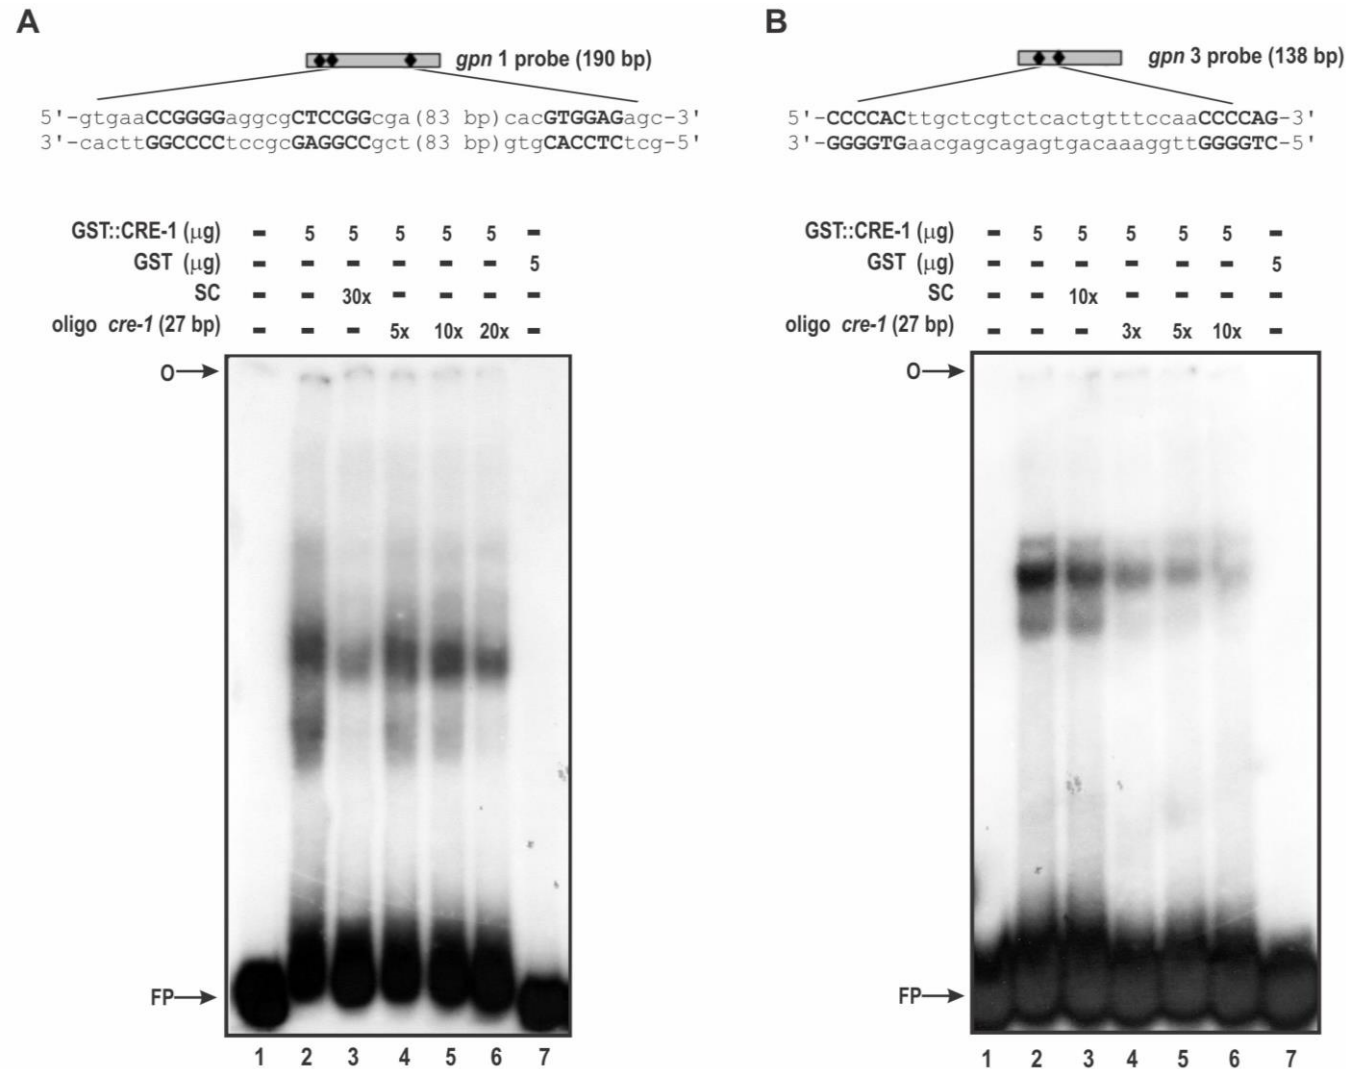 A
gpn 1 probe (190 bp)
5'-gtgaaCCGGGGaggcgCTCCGGcga(83 bp)cacGTGGAGagc-3'
3'-cacttGGCCCCtccgcGAGGCCgct(83 bp)gtgCACCTCtcg-5'
GST::CRE-1 (µg) - 5 5 5 5 5 -
GST (µg) - - - - - - 5
SC - - 30x - - - -
oligo cre-1 (27 bp) - - - 5x 10x 20x -
O
FP
1 2 3 4 5 6 7
B
gpn 3 probe (138 bp)
5'-CCCCACttgctcgtctcactgtttccaaCCCCAG-3'
3'-GGGGTGaacgagcagagtgacaaaggttGGGGTC-5'
GST::CRE-1 (µg) - 5 5 5 5 5 -
GST (µg) - - - - - - 5
SC - - 10x - - - -
oligo cre-1 (27 bp) - - - 3x 5x 10x -
O
FP
1 2 3 4 5 6 7